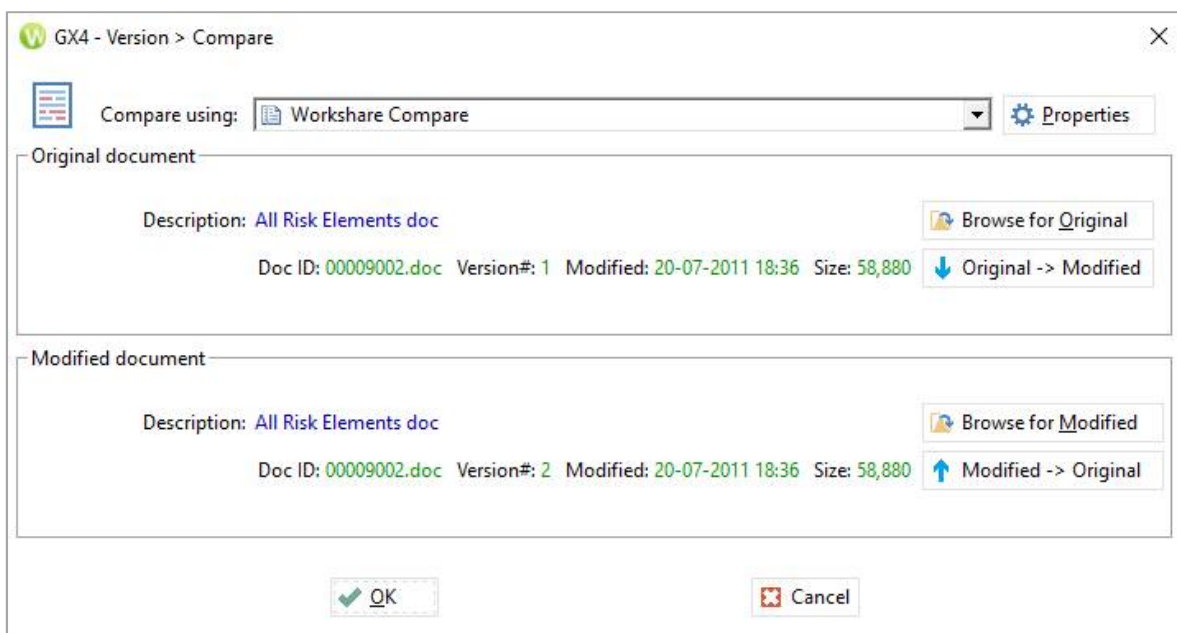 GX4 - Version > Compare
Compare using: Workshare Compare Properties
Original document
Description: All Risk Elements doc Browse for Original
Doc ID: 00009002.doc Version#: 1 Modified: 20-07-2011 18:36 Size: 58,880 Original -> Modified
Modified document
Description: All Risk Elements doc Browse for Modified
Doc ID: 00009002.doc Version#: 2 Modified: 20-07-2011 18:36 Size: 58,880 Modified -> Original
OK Cancel